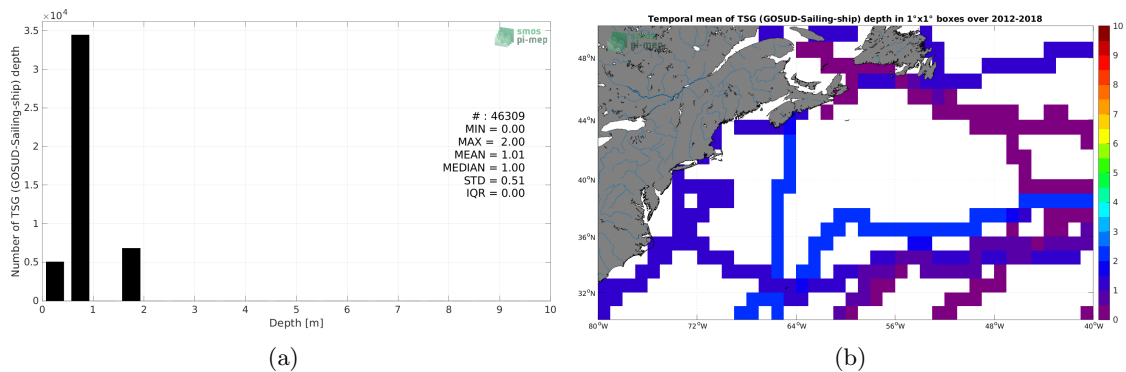 ×10⁴
3.5
3
2.5
2
1.5
1
0.5
0
Number of TSG (GOSUD-Sailing-ship) depth
smos
pi-mep
# : 46309
MIN = 0.00
MAX = 2.00
MEAN = 1.01
MEDIAN = 1.00
STD = 0.51
IQR = 0.00
0 1 2 3 4 5 6 7 8 9 10
Depth [m]
(a)
Temporal mean of TSG (GOSUD-Sailing-ship) depth in 1°x1° boxes over 2012-2018
smos
pi-mep
48°N
44°N
40°N
36°N
32°N
80°W 72°W 64°W 56°W 48°W 40°W
10
9
8
7
6
5
4
3
2
1
0
(b)